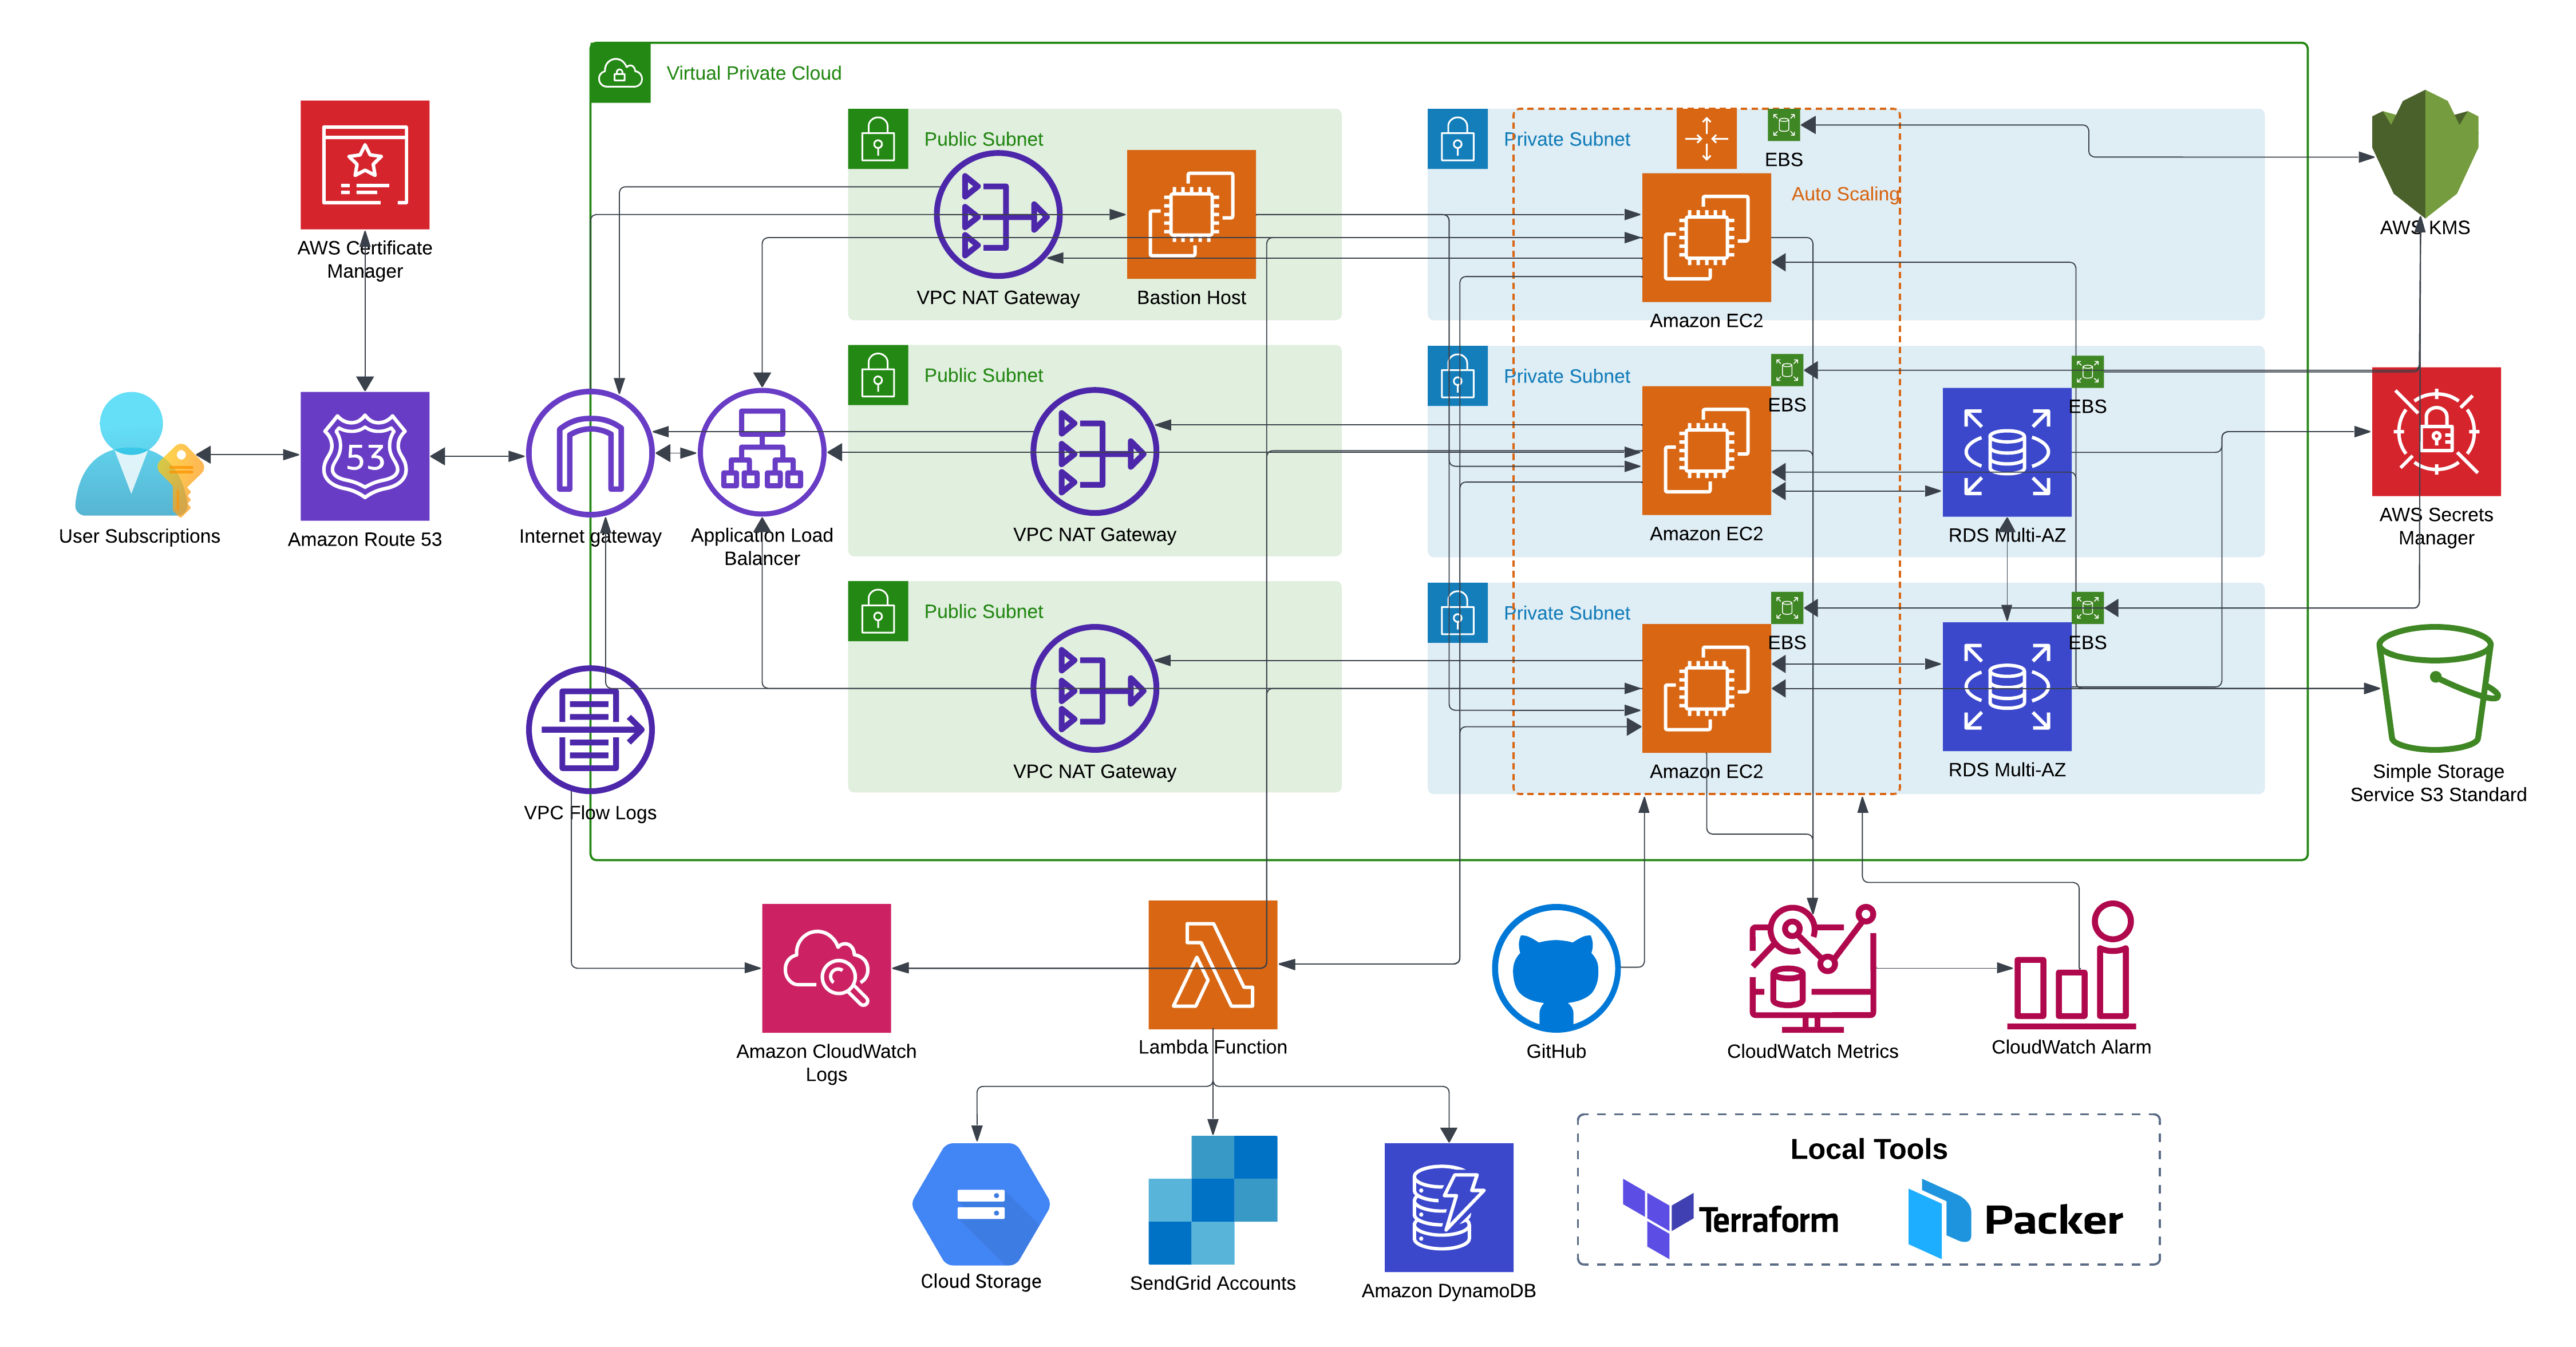 Virtual Private Cloud
Public Subnet
Private Subnet
EBS
Auto Scaling
AWS Certificate
Manager
VPC NAT Gateway
Bastion Host
Amazon EC2
AWS KMS
Public Subnet
Private Subnet
EBS
EBS
53
User Subscriptions
Amazon Route 53
Internet gateway
Application Load
Balancer
VPC NAT Gateway
Amazon EC2
RDS Multi-AZ
AWS Secrets
Manager
Public Subnet
Private Subnet
EBS
EBS
VPC NAT Gateway
Amazon EC2
RDS Multi-AZ
Simple Storage
Service S3 Standard
VPC Flow Logs
Amazon CloudWatch
Logs
Lambda Function
GitHub
CloudWatch Metrics
CloudWatch Alarm
Local Tools
Terraform
Packer
Cloud Storage
SendGrid Accounts
Amazon DynamoDB